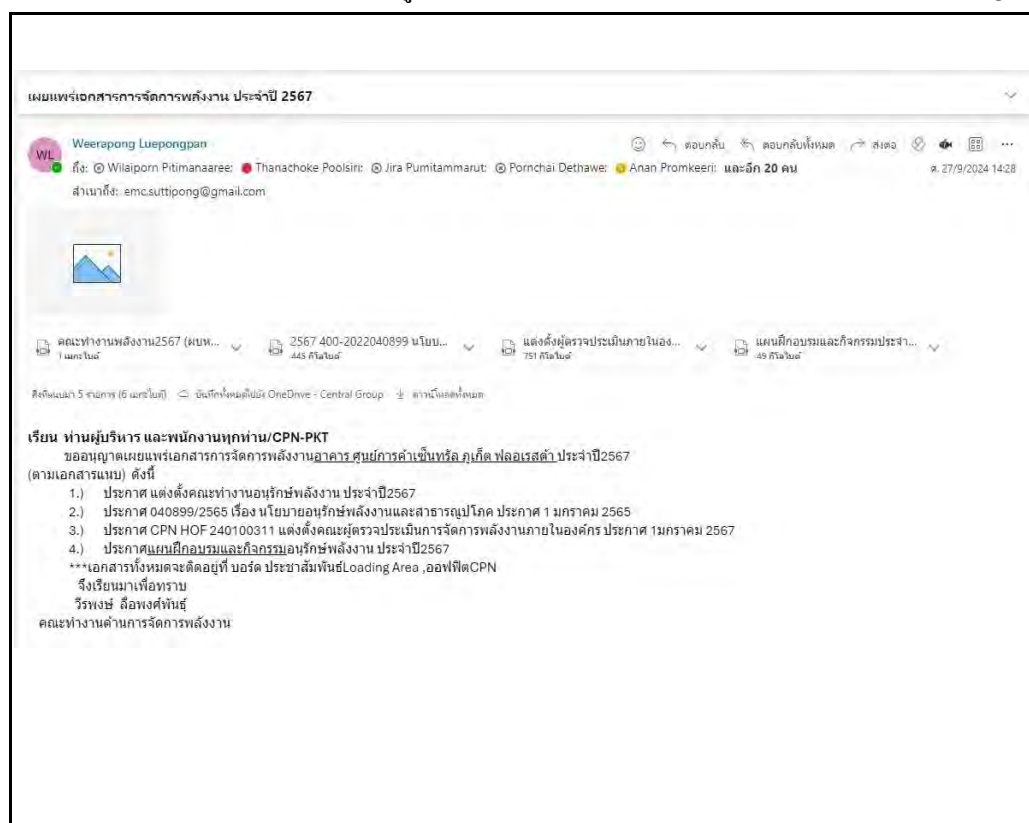 เผยแพร่เอกสารการจัดการพลังงาน ประจำปี 2567
WL
Weerapong Luepongpan
ตอบกลับ ตอบกลับทั้งหมด ส่งต่อ
ถึง: Wilaiporn Pitimanaaree; Thanachoke Poolsiri; Jira Pumitammarut; Pornchai Dethawe; Anan Promkeeri; และอีก 20 คน
ศ. 27/9/2024 14:28
สำเนาถึง: emc.suttipong@gmail.com
คณะทำงานพลังงาน2567 (ผบห...
1 เมกะไบต์
2567 400-2022040899 นโยบ...
445 กิโลไบต์
แต่งตั้งผู้ตรวจประเมินภายในอง...
751 กิโลไบต์
แผนฝึกอบรมและกิจกรรมประจำ...
49 กิโลไบต์
สิ่งที่แนบมา 5 รายการ (6 เมกะไบต์) บันทึกทั้งหมดไปยัง OneDrive - Central Group ดาวน์โหลดทั้งหมด
เรียน ท่านผู้บริหาร และพนักงานทุกท่าน/CPN-PKT
ขออนุญาตเผยแพร่เอกสารการจัดการพลังงานอาคาร ศูนย์การค้าเซ็นทรัล ภูเก็ต ฟลอเรสต้า ประจำปี2567
(ตามเอกสารแนบ) ดังนี้
1.) ประกาศ แต่งตั้งคณะทำงานอนุรักษ์พลังงาน ประจำปี2567
2.) ประกาศ 040899/2565 เรื่อง นโยบายอนุรักษ์พลังงานและสาธารณูปโภค ประกาศ 1 มกราคม 2565
3.) ประกาศ CPN HOF 240100311 แต่งตั้งคณะผู้ตรวจประเมินการจัดการพลังงานภายในองค์กร ประกาศ 1มกราคม 2567
4.) ประกาศแผนฝึกอบรมและกิจกรรมอนุรักษ์พลังงาน ประจำปี2567
***เอกสารทั้งหมดจะติดอยู่ที่ บอร์ด ประชาสัมพันธ์Loading Area ,ออฟฟิตCPN
จึงเรียนมาเพื่อทราบ
วีรพงษ์ ลือพงศ์พันธุ์
คณะทำงานด้านการจัดการพลังงาน